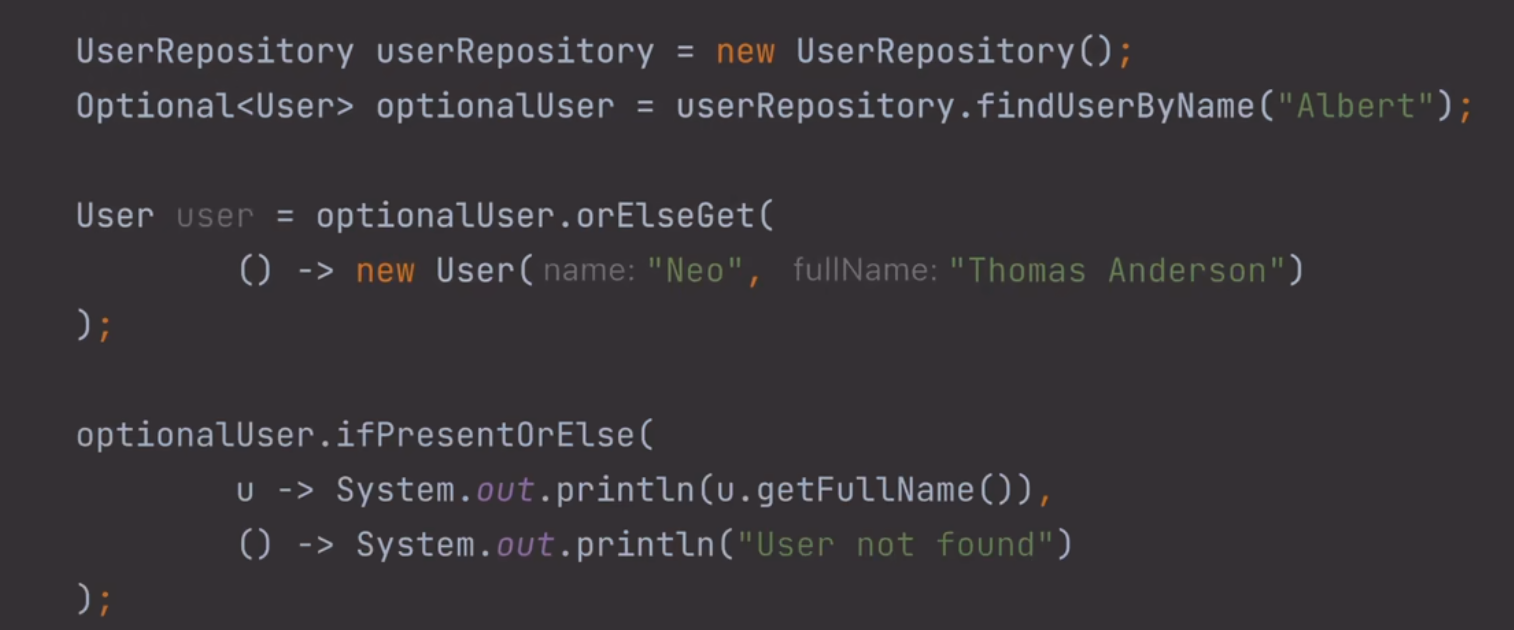 UserRepository userRepository = new UserRepository();
Optional<User> optionalUser = userRepository.findUserByName("Albert");
User user = optionalUser.orElseGet(
() -> new User( name: "Neo", fullName: "Thomas Anderson")
);
optionalUser.ifPresentOrElse(
u -> System.out.println(u.getFullName()),
() -> System.out.println("User not found")
);